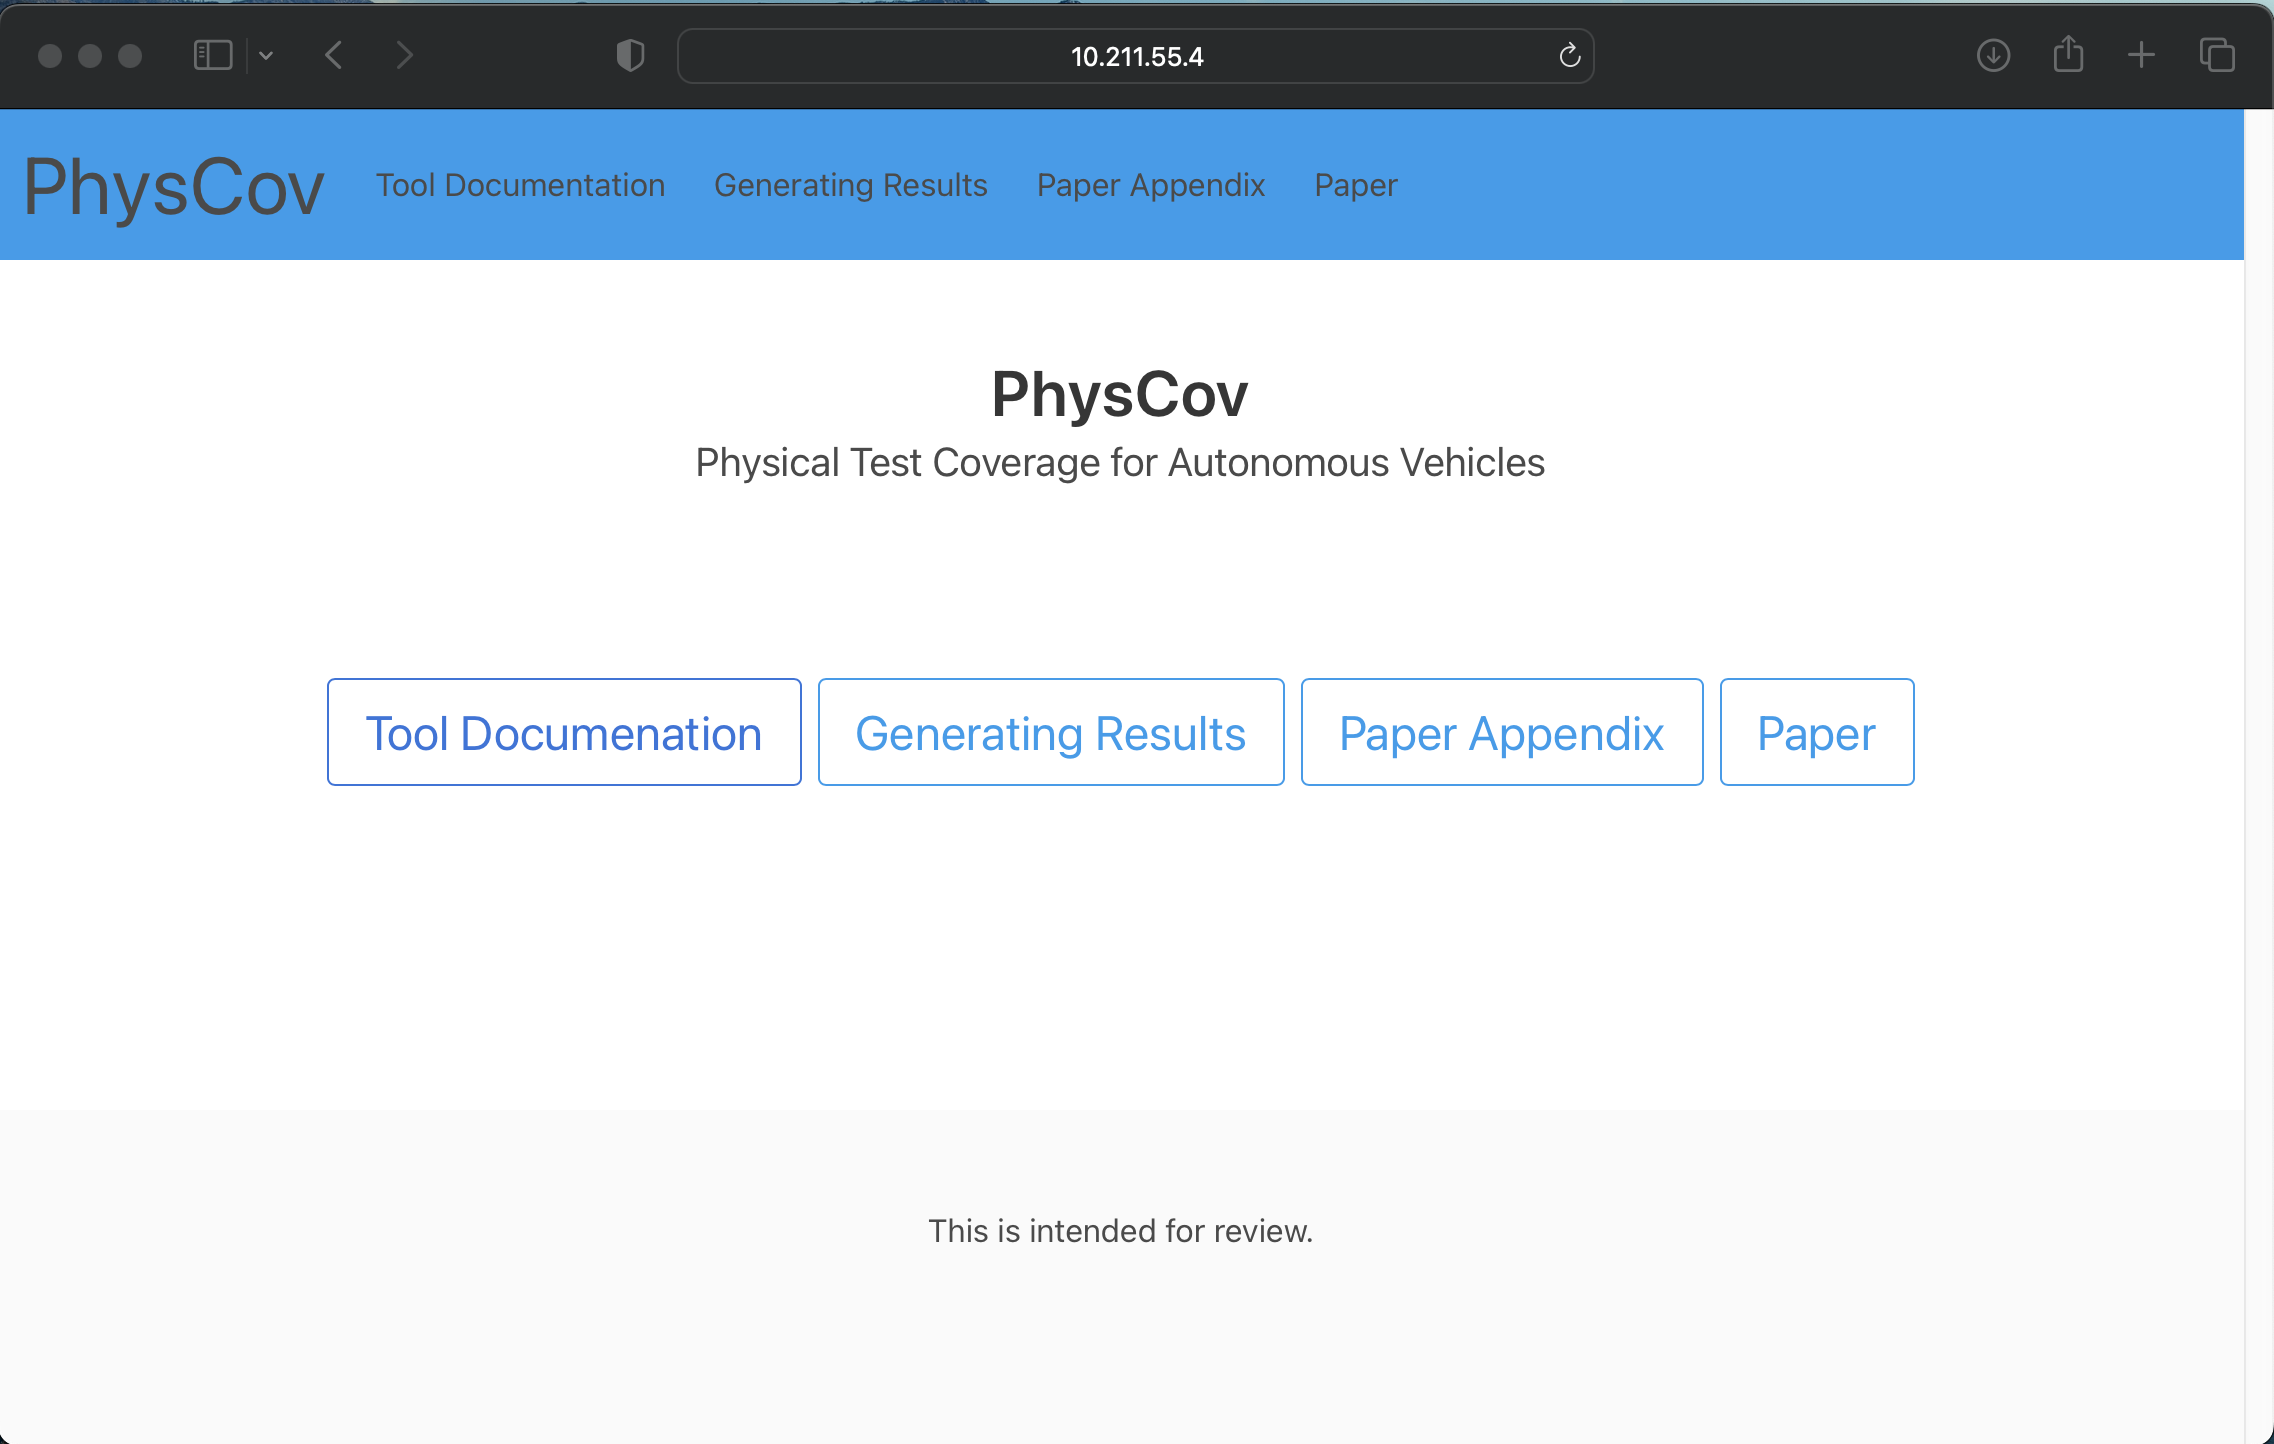 10.211.55.4
PhysCov Tool Documentation Generating Results Paper Appendix Paper
PhysCov
Physical Test Coverage for Autonomous Vehicles
Tool Documenation Generating Results Paper Appendix Paper
This is intended for review.